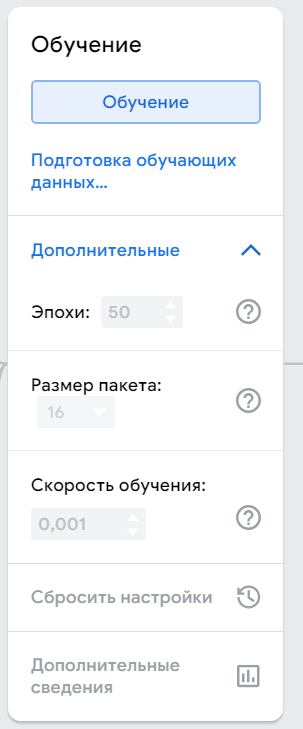 Обучение
Обучение
Подготовка обучающих
данных...
Дополнительные
Эпохи: 50
Размер пакета:
16
Скорость обучения:
0,001
Сбросить настройки
Дополнительные
сведения